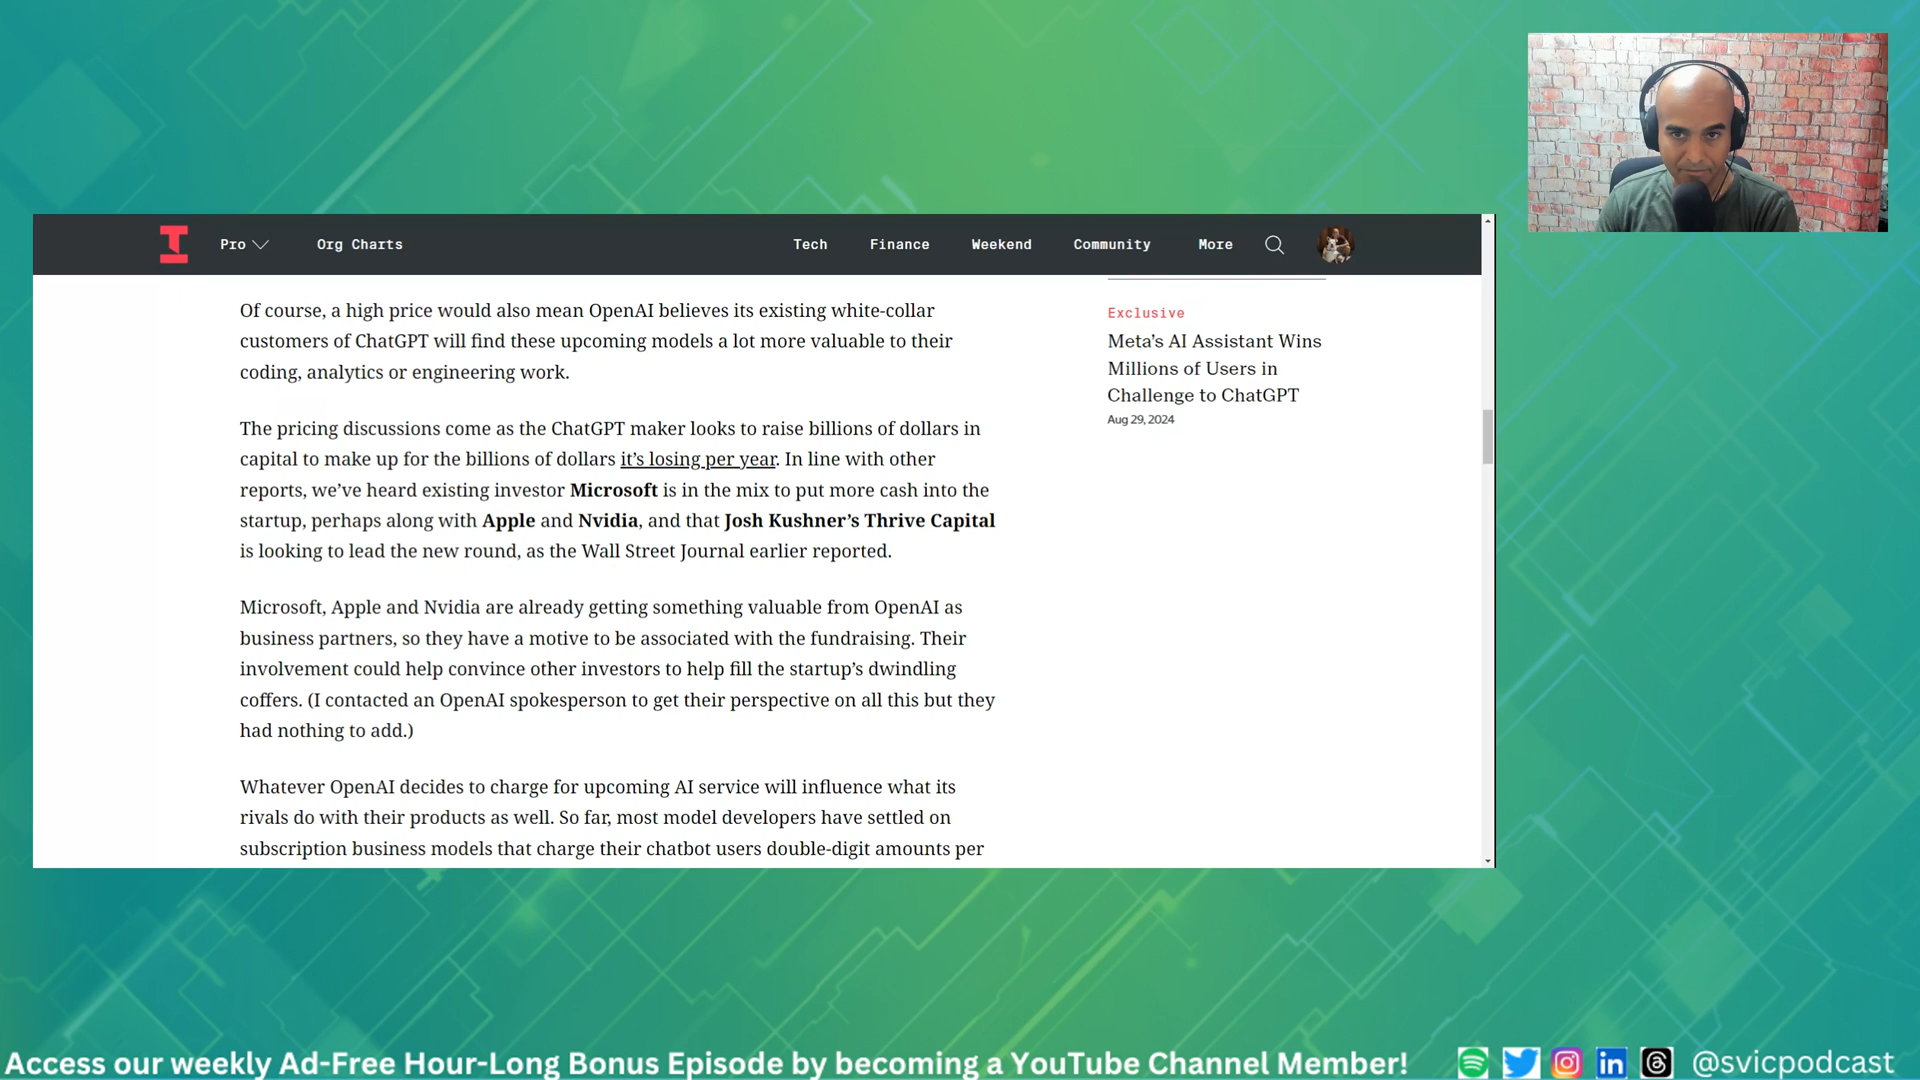 Pro
Org Charts
Tech
Finance
Weekend
Community
More
Of course, a high price would also mean OpenAI believes its existing white-collar
customers of ChatGPT will find these upcoming models a lot more valuable to their
coding, analytics or engineering work.
The pricing discussions come as the ChatGPT maker looks to raise billions of dollars in
capital to make up for the billions of dollars it’s losing per year. In line with other
reports, we’ve heard existing investor Microsoft is in the mix to put more cash into the
startup, perhaps along with Apple and Nvidia, and that Josh Kushner’s Thrive Capital
is looking to lead the new round, as the Wall Street Journal earlier reported.
Microsoft, Apple and Nvidia are already getting something valuable from OpenAI as
business partners, so they have a motive to be associated with the fundraising. Their
involvement could help convince other investors to help fill the startup’s dwindling
coffers. (I contacted an OpenAI spokesperson to get their perspective on all this but they
had nothing to add.)
Whatever OpenAI decides to charge for upcoming AI service will influence what its
rivals do with their products as well. So far, most model developers have settled on
subscription business models that charge their chatbot users double-digit amounts per
Exclusive
Meta’s AI Assistant Wins
Millions of Users in
Challenge to ChatGPT
Aug 29, 2024
Access our weekly Ad-Free Hour-Long Bonus Episode by becoming a YouTube Channel Member!
@svicpodcast